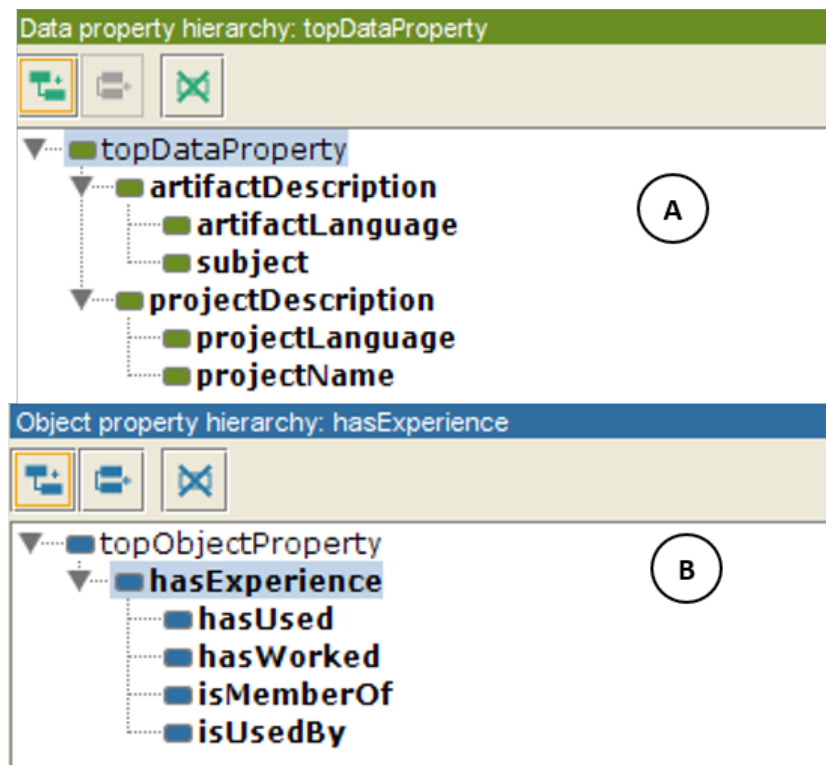 Data property hierarchy: topDataProperty
topDataProperty
artifactDescription
A
artifactLanguage
subject
projectDescription
projectLanguage
projectName
Object property hierarchy: hasExperience
topObjectProperty
B
hasExperience
hasUsed
hasWorked
isMemberOf
isUsedBy